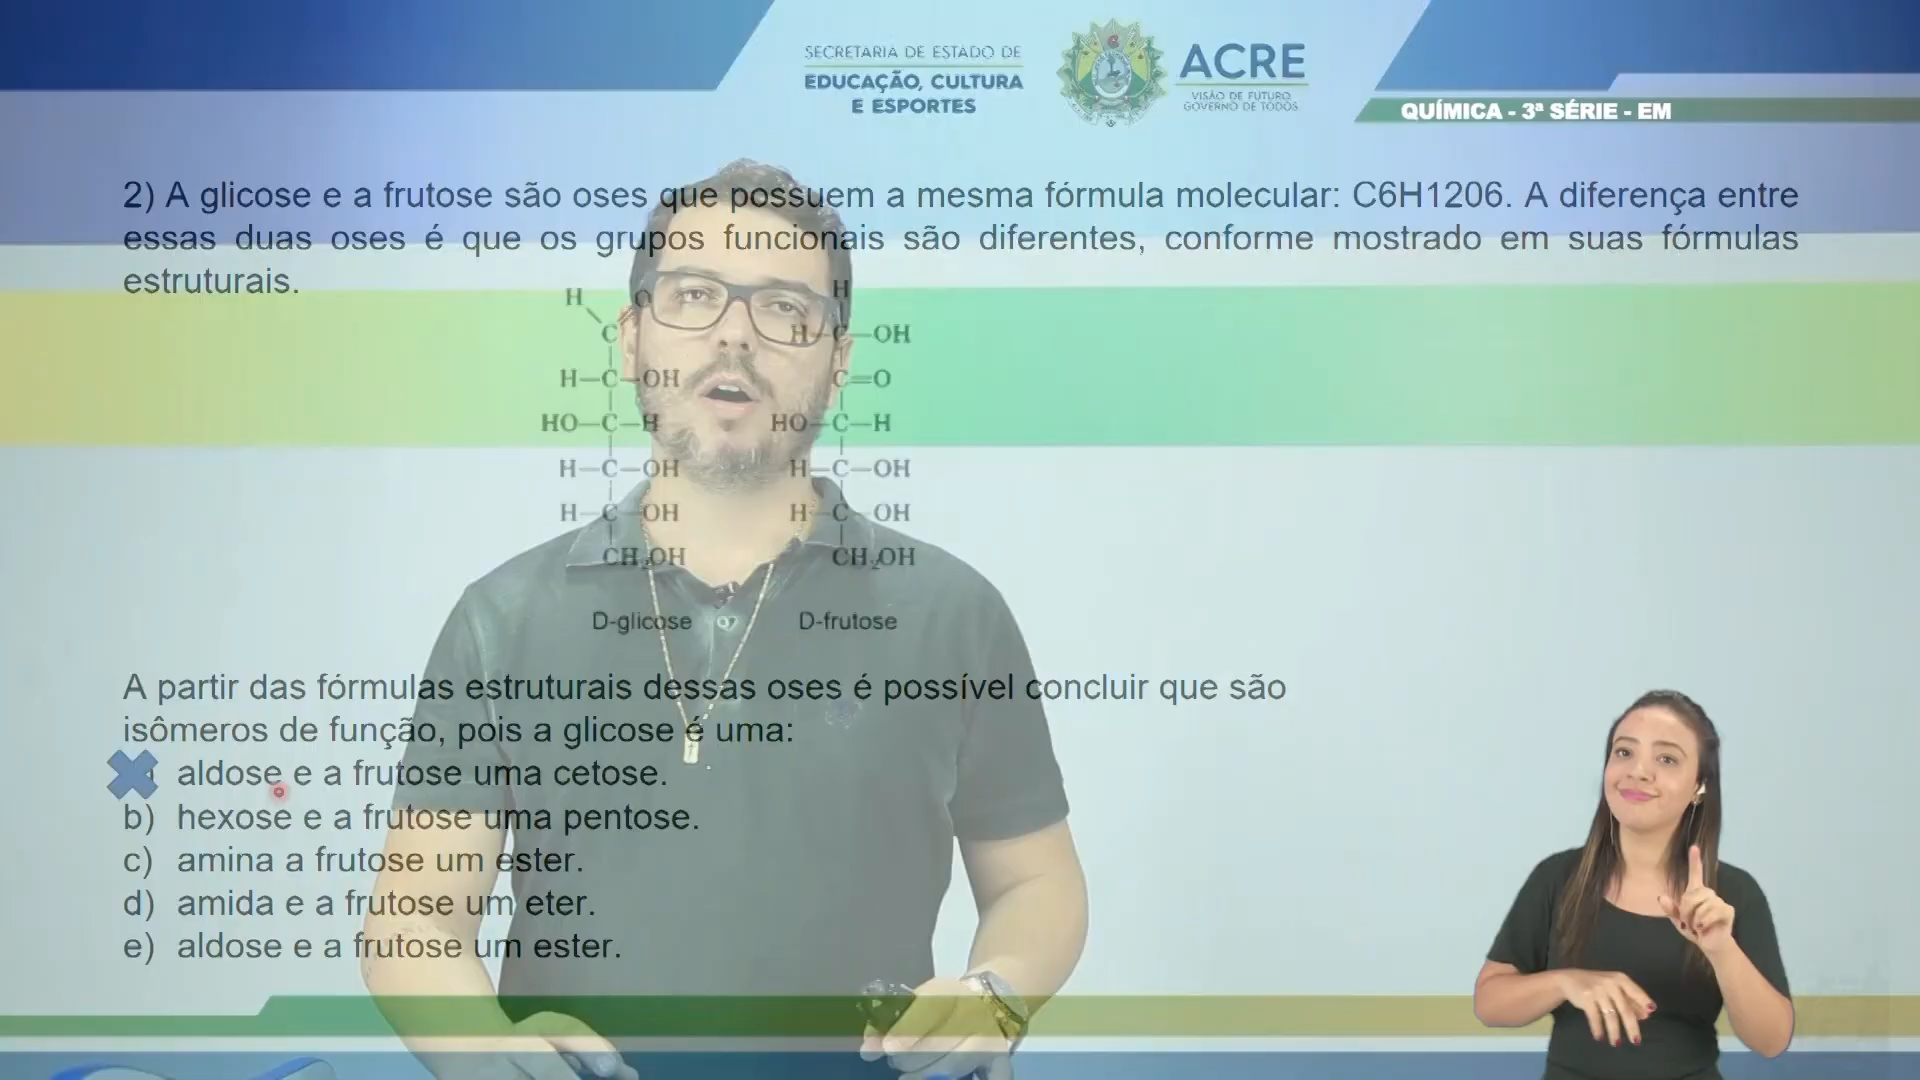 SECRETARIA DE ESTADO DE
EDUCAÇÃO, CULTURA
E ESPORTES
ACRE
VISÃO DE FUTURO,
GOVERNO DE TODOS.
QUÍMICA - 3ª SÉRIE - EM
2) A glicose e a frutose são oses que possuem a mesma fórmula molecular: C6H1206. A diferença entre
essas duas oses é que os grupos funcionais são diferentes, conforme mostrado em suas fórmulas
estruturais.
H O H
C H—C—OH
H—C—OH C=O
HO—C—H HO—C—H
H—C—OH H—C—OH
H—C—OH H—C—OH
CH₂OH CH₂OH
D-glicose D-frutose
A partir das fórmulas estruturais dessas oses é possível concluir que são
isômeros de função, pois a glicose é uma:
aldose e a frutose uma cetose.
b) hexose e a frutose uma pentose.
c) amina a frutose um ester.
d) amida e a frutose um eter.
e) aldose e a frutose um ester.